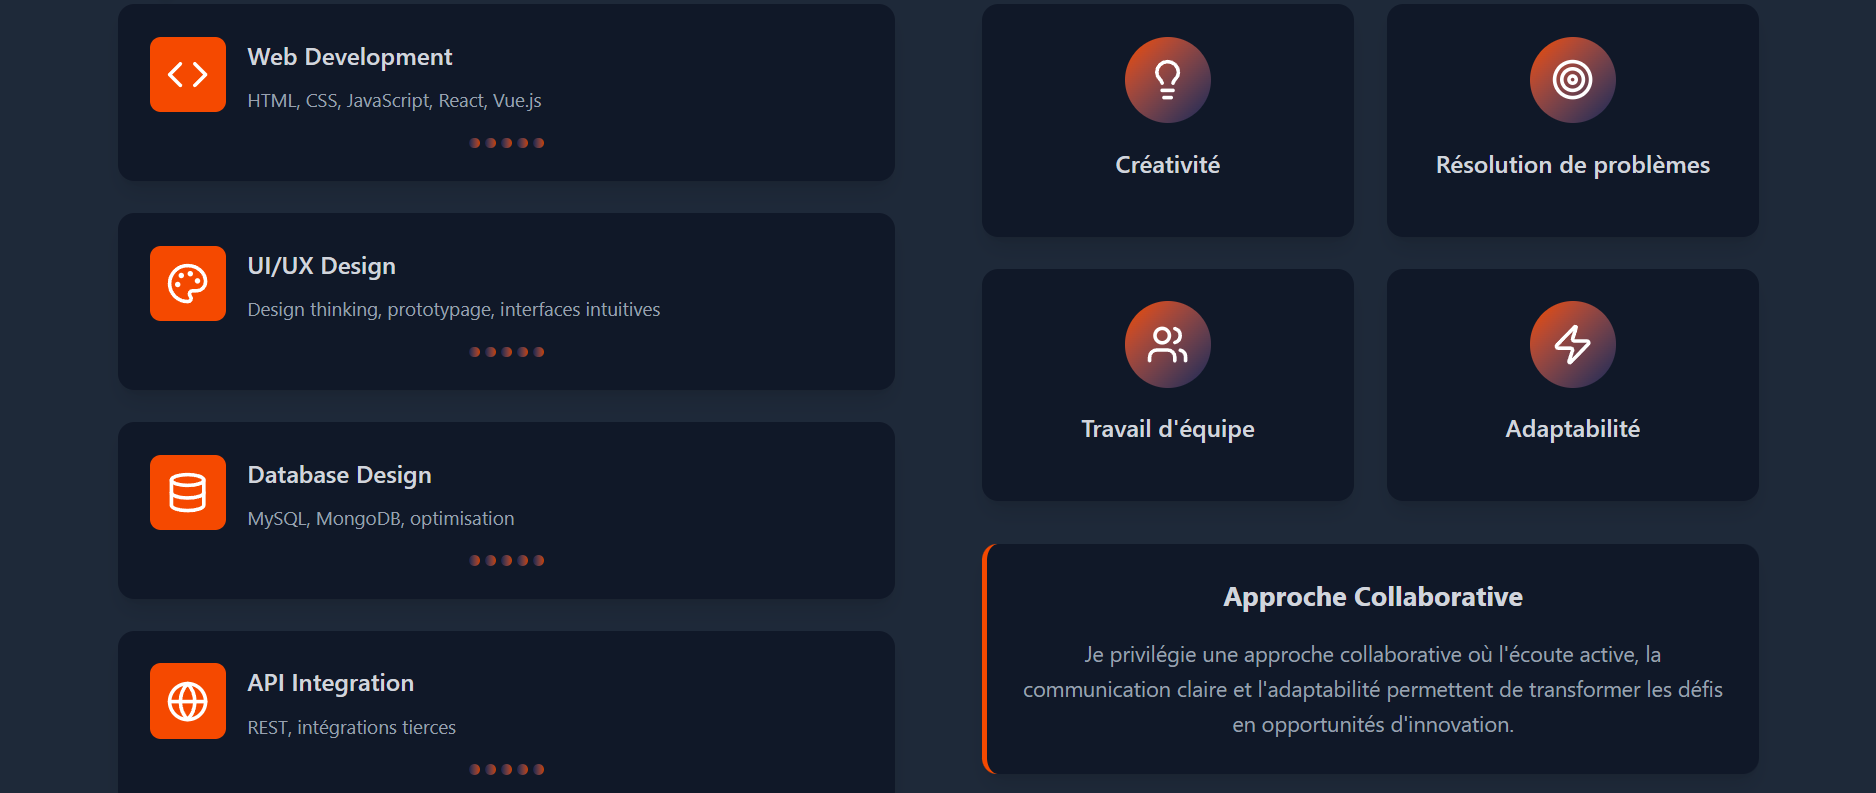 Web Development
HTML, CSS, JavaScript, React, Vue.js
UI/UX Design
Design thinking, prototypage, interfaces intuitives
Database Design
MySQL, MongoDB, optimisation
API Integration
REST, intégrations tierces
Créativité
Résolution de problèmes
Travail d'équipe
Adaptabilité
Approche Collaborative
Je privilégie une approche collaborative où l'écoute active, la
communication claire et l'adaptabilité permettent de transformer les défis
en opportunités d'innovation.